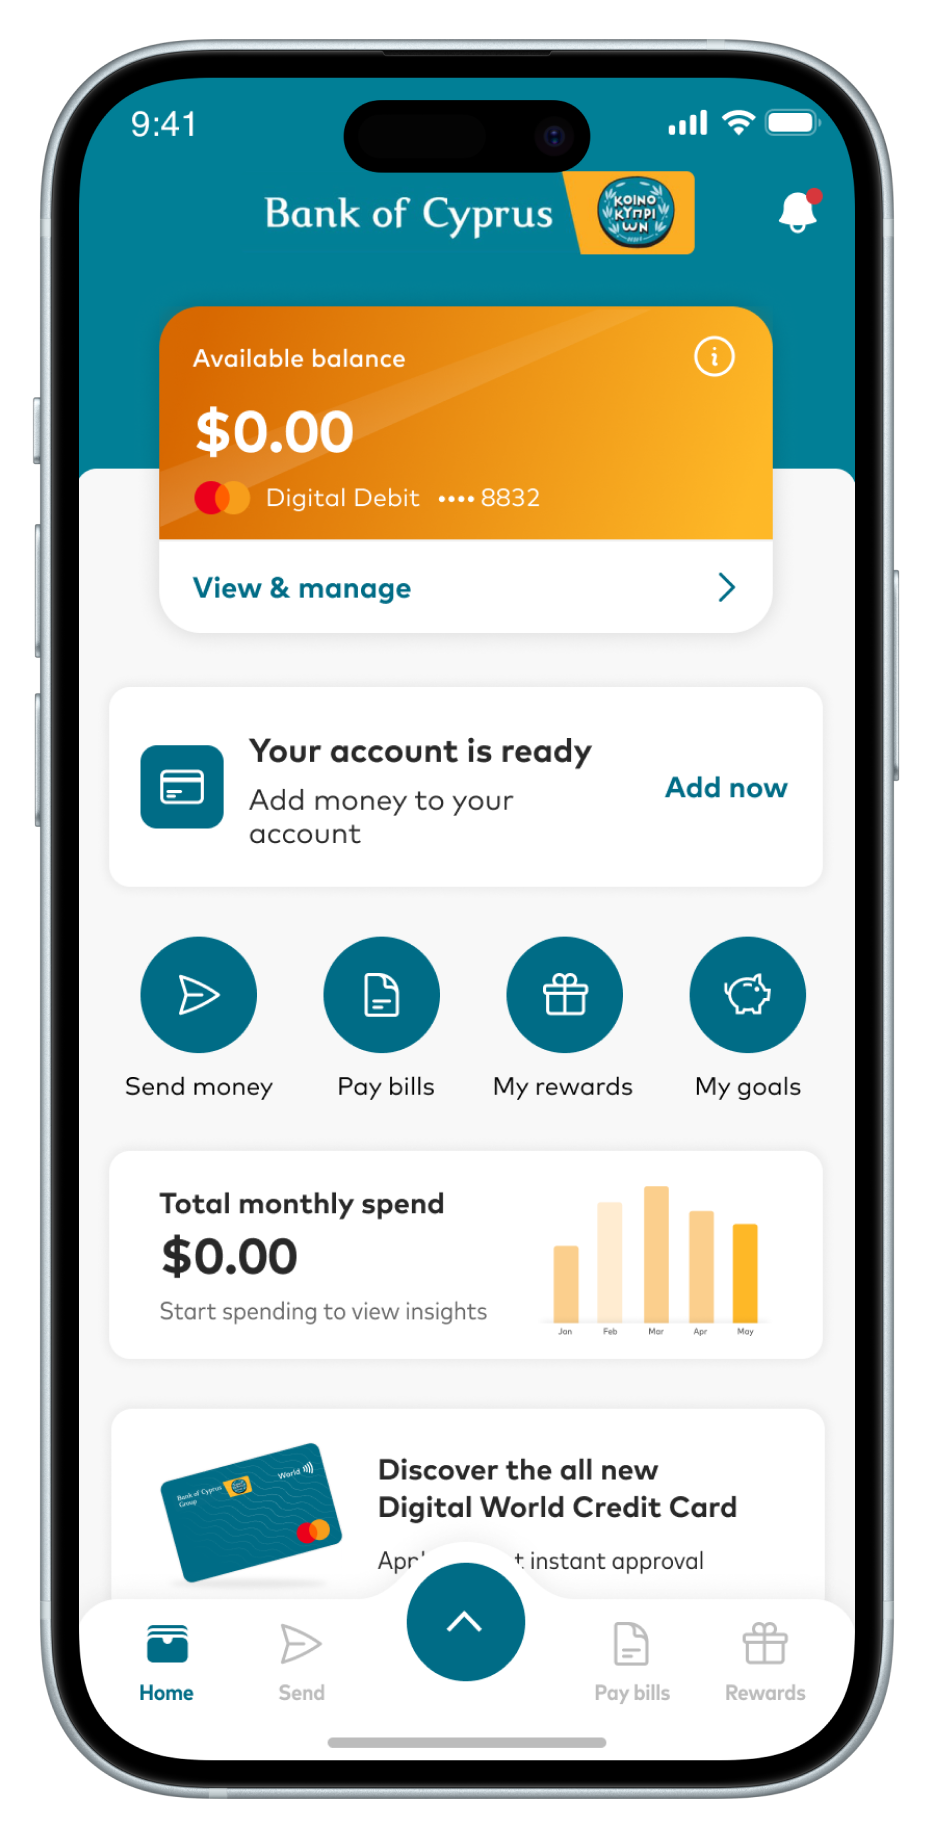 9:41
Bank of Cyprus
ΚΟΙΝΟ
ΚΥΠΡΙ
ωΝ
Available balance
$0.00
Digital Debit •••• 8832
View & manage
Your account is ready
Add money to your
account
Add now
Send money
Pay bills
My rewards
My goals
Total monthly spend
$0.00
Start spending to view insights
Jan
Feb
Mar
Apr
May
Bank of Cyprus
Group
World
Discover the all new
Digital World Credit Card
instant approval
Home
Send
Pay bills
Rewards